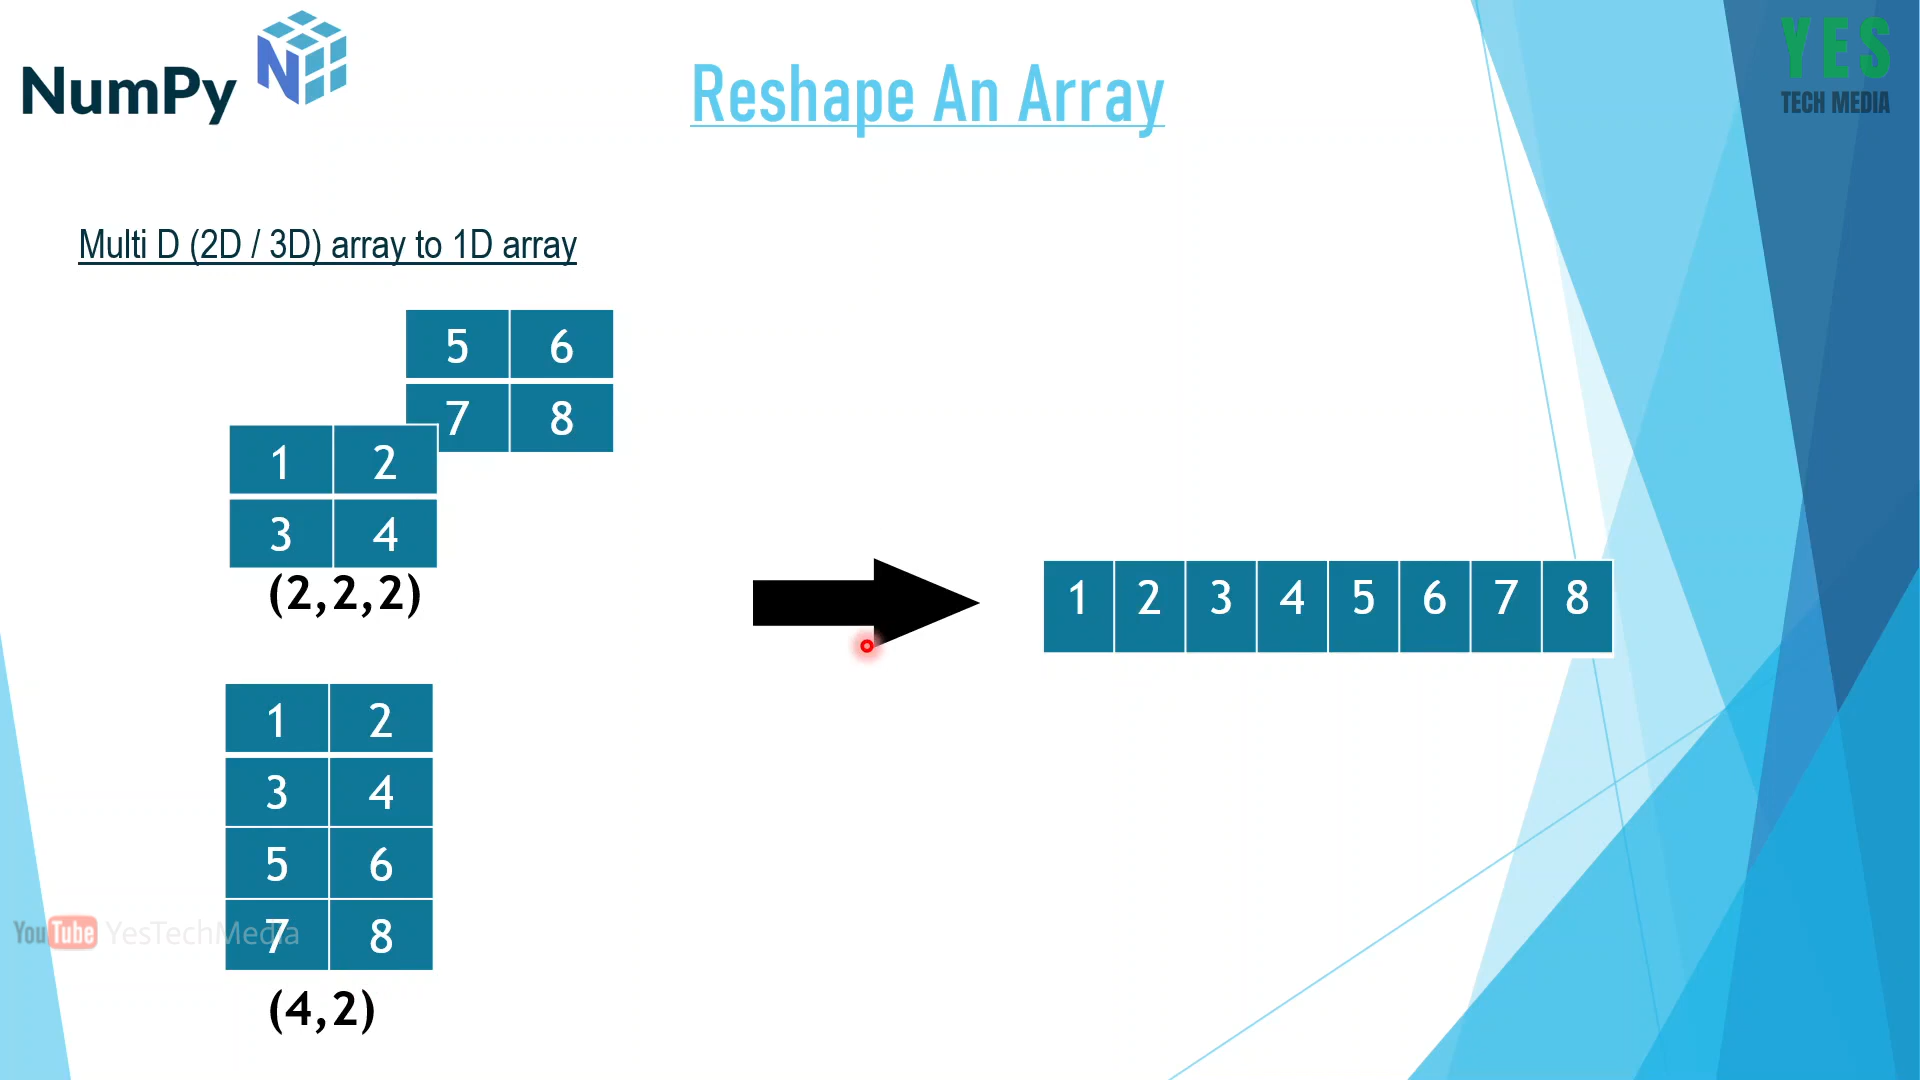 NumPy
Reshape An Array
YES
TECH MEDIA
Multi D (2D / 3D) array to 1D array
5 6
7 8
1 2
3 4
(2,2,2)
1 2 3 4 5 6 7 8
1 2
3 4
5 6
7 8
YouTube YesTechMedia
(4,2)